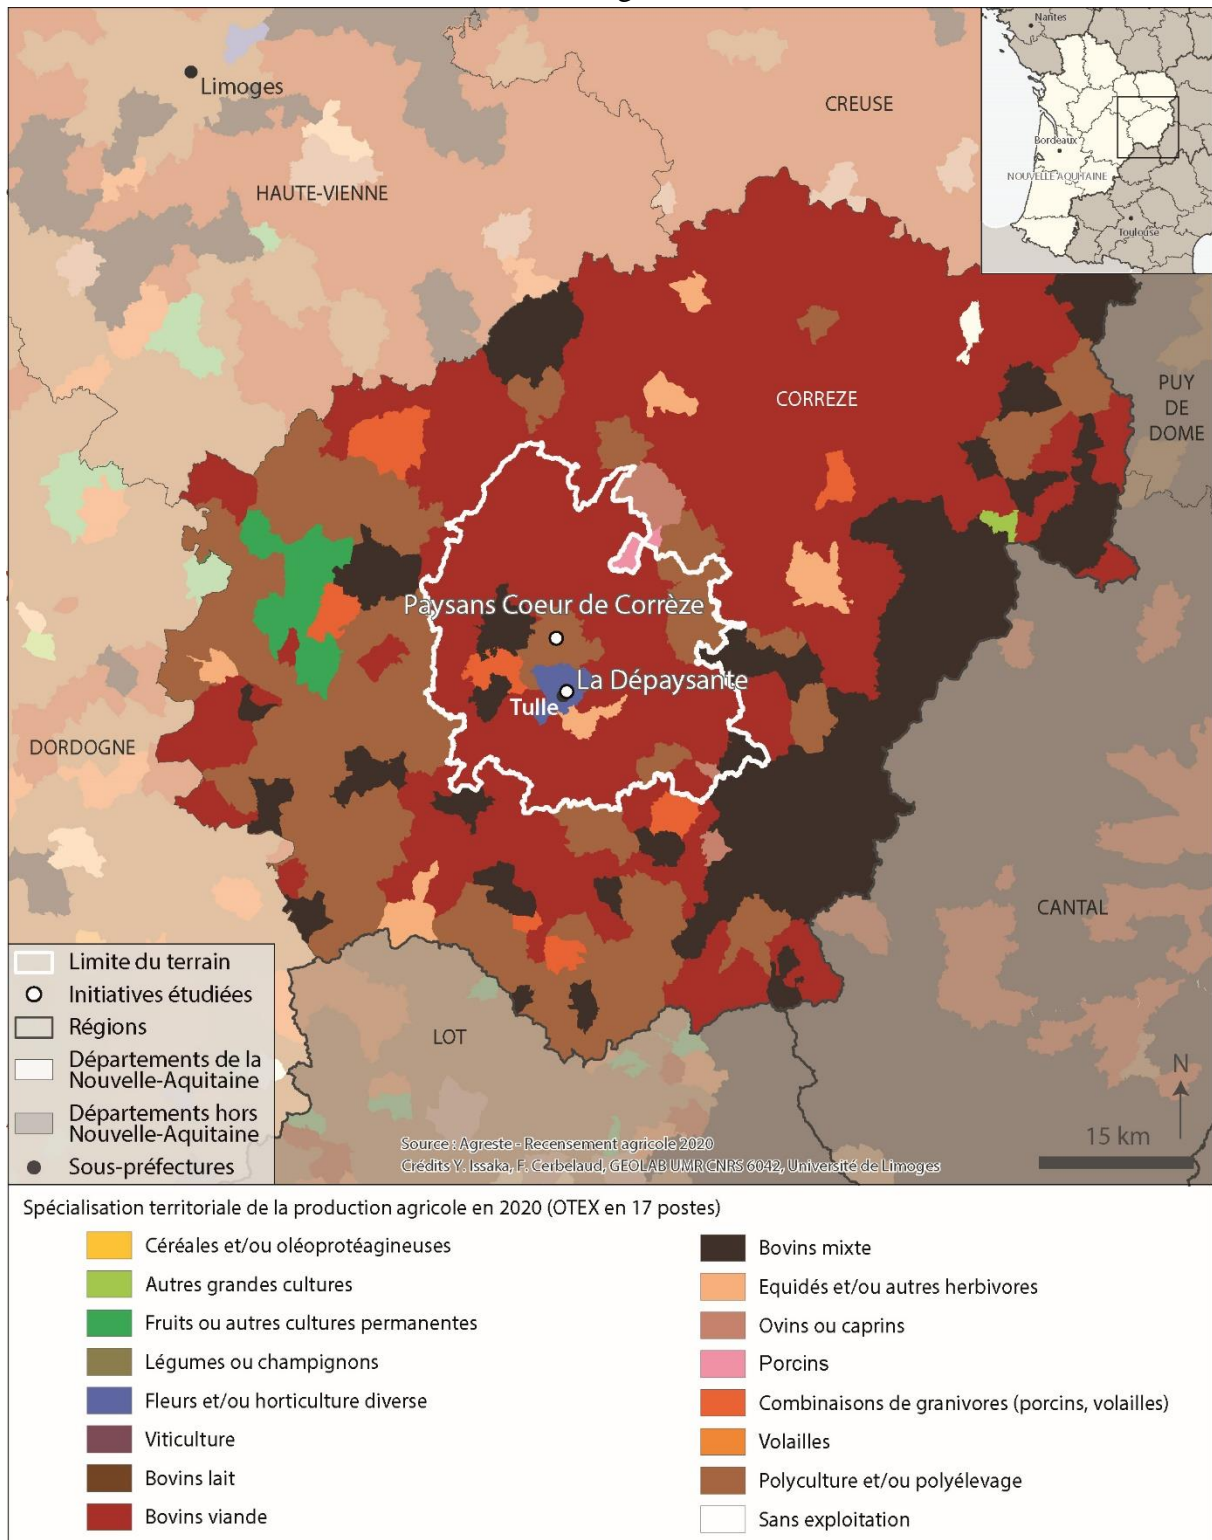 Nantes
Limoges
CREUSE
Bordeaux
HAUTE-VIENNE
NOUVELLE AQUITAINE
Toulouse
PUY
DE
DOME
CORREZE
Paysans Coeur de Corrèze
La Dépaysante
Tulle
DORDOGNE
CANTAL
LOT
Limite du terrain
Initiatives étudiées
Régions
Départements de la
Nouvelle-Aquitaine
Départements hors
Nouvelle-Aquitaine
Sous-préfectures
N
15 km
Source : Agreste - Recensement agricole 2020
Crédits Y. Issaka, F. Cerbelaud, GEOLAB UMR CNRS 6042, Université de Limoges
Spécialisation territoriale de la production agricole en 2020 (OTEX en 17 postes)
Céréales et/ou oléoprotéagineuses
Autres grandes cultures
Fruits ou autres cultures permanentes
Légumes ou champignons
Fleurs et/ou horticulture diverse
Viticulture
Bovins lait
Bovins viande
Bovins mixte
Equidés et/ou autres herbivores
Ovins ou caprins
Porcins
Combinaisons de granivores (porcins, volailles)
Volailles
Polyculture et/ou polyélevage
Sans exploitation